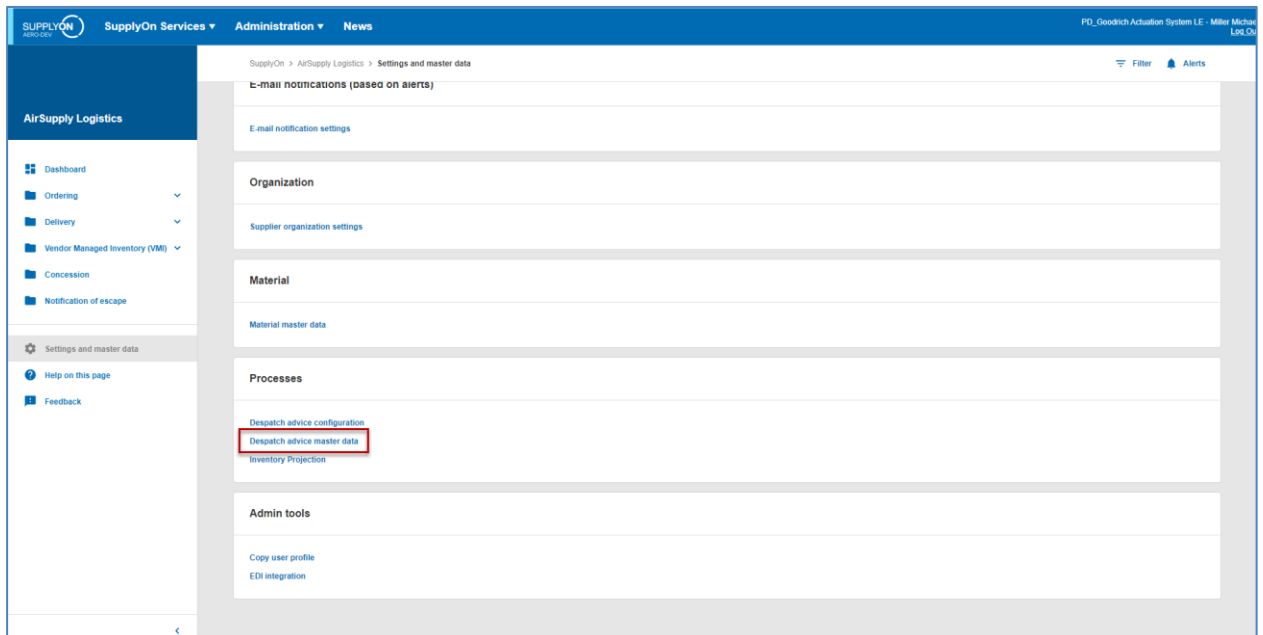 SUPPLYON
AERO-DEV
SupplyOn Services ▾ Administration ▾ News
PD_Goodrich Actuation System LE - Miller Michae
Log Ou
SupplyOn > AirSupply Logistics > Settings and master data
Filter Alerts
AirSupply Logistics
Dashboard
Ordering
Delivery
Vendor Managed Inventory (VMI)
Concession
Notification of escape
Settings and master data
Help on this page
Feedback
E-mail notifications (based on alerts)
E-mail notification settings
Organization
Supplier organization settings
Material
Material master data
Processes
Despatch advice configuration
Despatch advice master data
Inventory Projection
Admin tools
Copy user profile
EDI integration